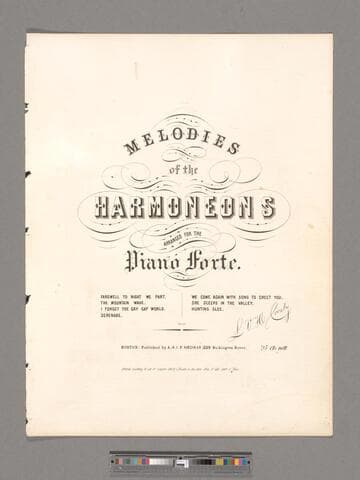 MELODIES
of the
HARMONEONS
ARRANGED FOR THE
Piano Forte.
FAREWELL TO NIGHT WE PART.
THE MOUNTAIN WAVE.
I FORGET THE GAY GAY WORLD.
SERENADE.
WE COME AGAIN WITH SONG TO GREET YOU.
SHE SLEEPS IN THE VALLEY.
HUNTING GLEE.
BOSTON: Published by A. & J. P. ORDWAY 339 Washington Street.